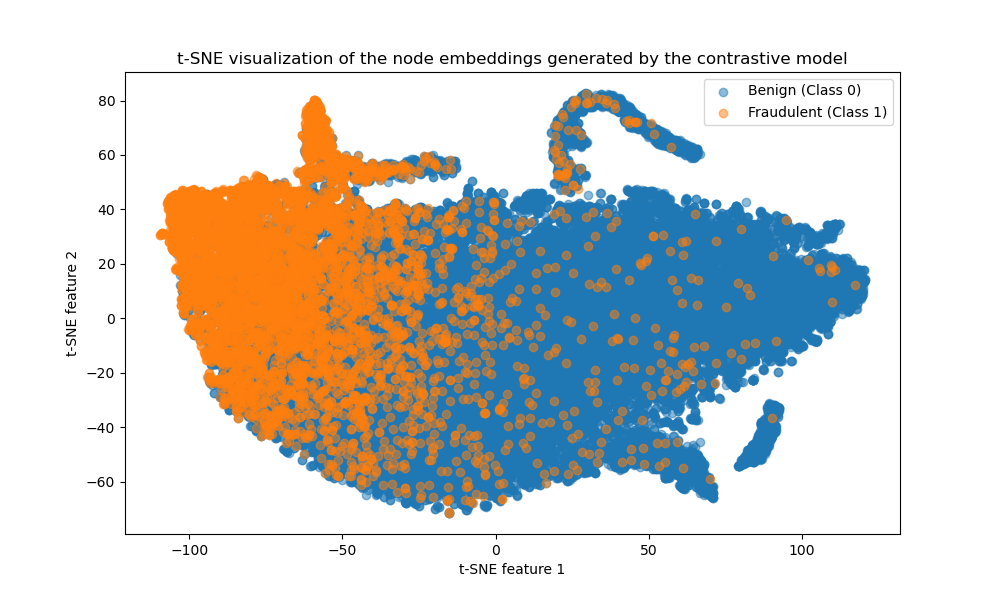 t-SNE visualization of the node embeddings generated by the contrastive model
Benign (Class 0)
Fraudulent (Class 1)
80
60
40
20
0
−20
−40
−60
t-SNE feature 2
−100
−50
0
50
100
t-SNE feature 1